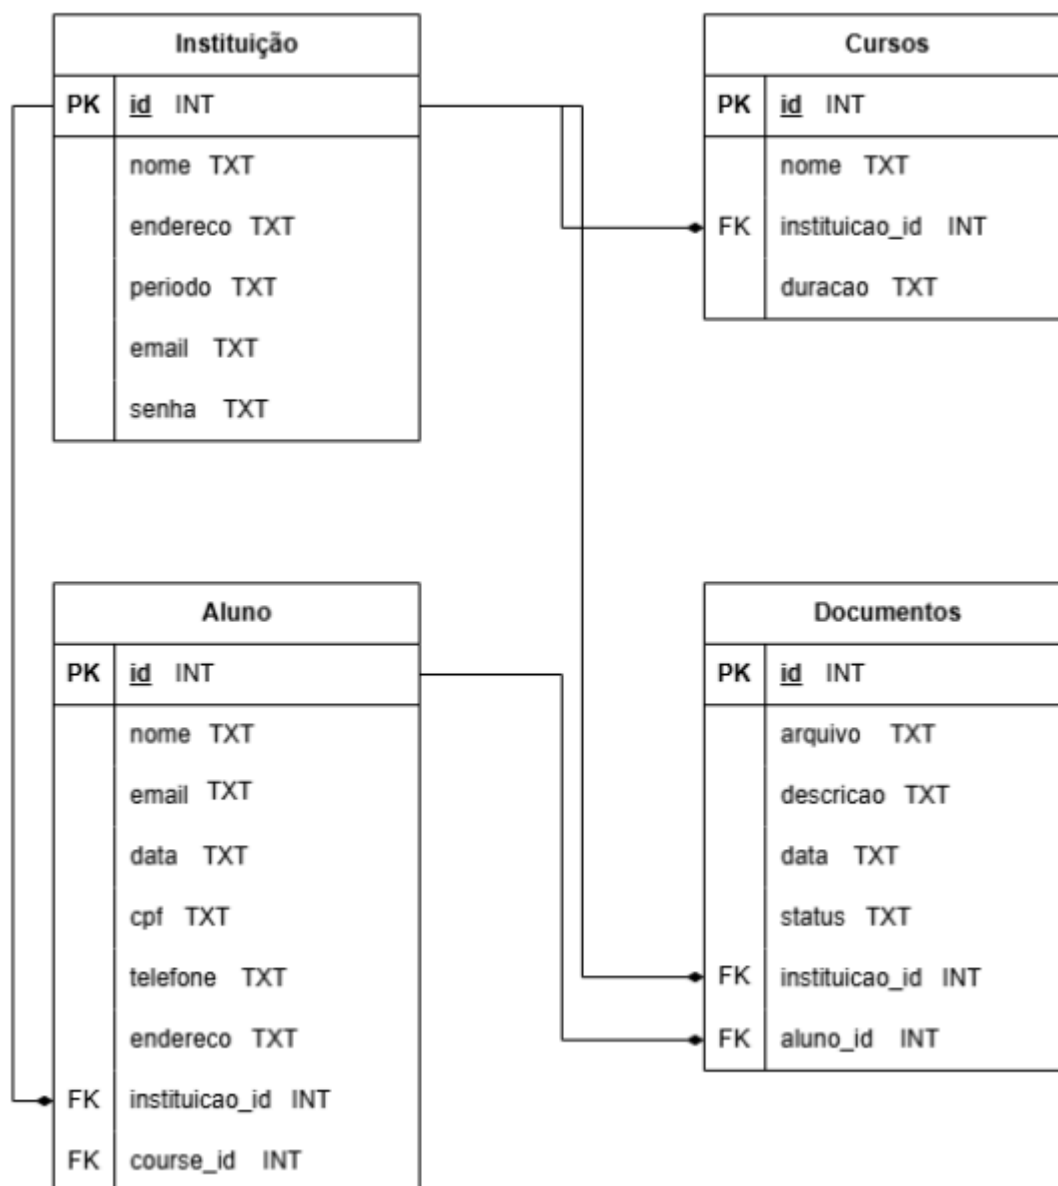 Instituição
PK id INT
nome TXT
endereco TXT
periodo TXT
email TXT
senha TXT
Cursos
PK id INT
nome TXT
FK instituicao_id INT
duracao TXT
Aluno
PK id INT
nome TXT
email TXT
data TXT
cpf TXT
telefone TXT
endereco TXT
FK instituicao_id INT
FK course_id INT
Documentos
PK id INT
arquivo TXT
descricao TXT
data TXT
status TXT
FK instituicao_id INT
FK aluno_id INT